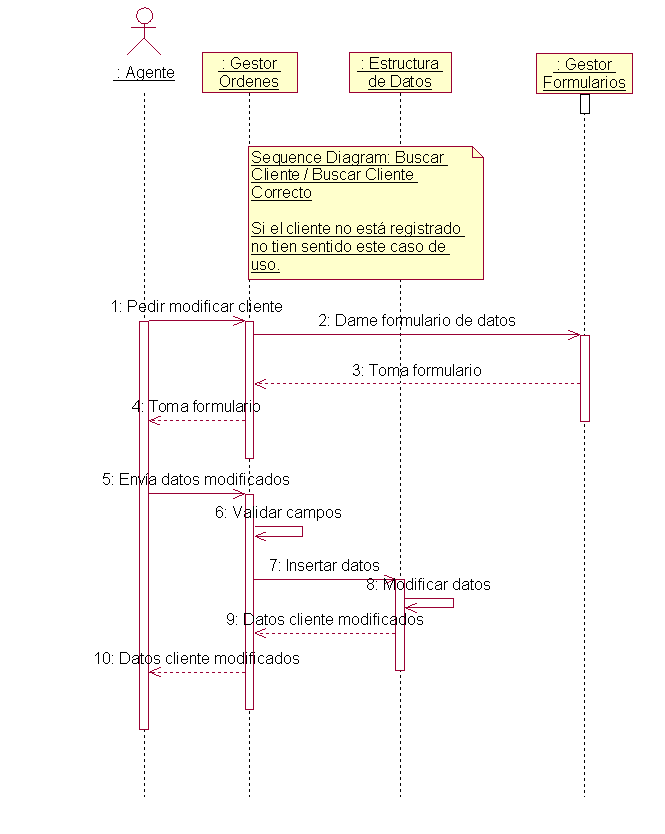 : Agente
: Gestor
Ordenes
: Estructura
de Datos
: Gestor
Formularios
Sequence Diagram: Buscar
Cliente / Buscar Cliente
Correcto
Si el cliente no está registrado
no tien sentido este caso de
uso.
1: Pedir modificar cliente
2: Dame formulario de datos
3: Toma formulario
4: Toma formulario
5: Envía datos modificados
6: Validar campos
7: Insertar datos
8: Modificar datos
9: Datos cliente modificados
10: Datos cliente modificados